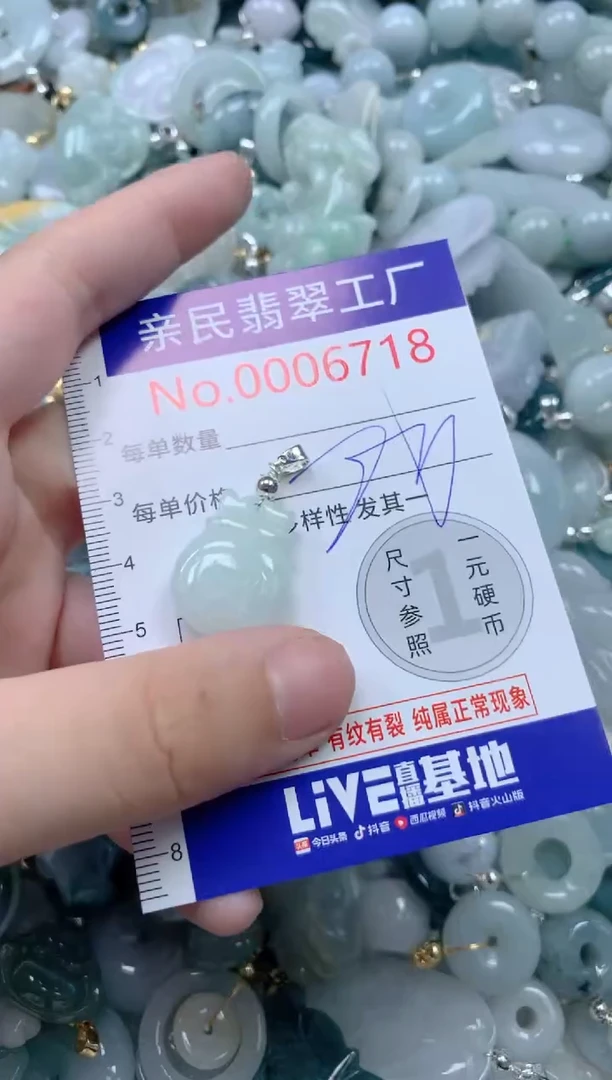 亲民翡翠工厂
No.0006718
每单数量
每单价格
样性 发其一
1
2
3
4
5
8
尺寸参照
1
一元硬币
有纹有裂 纯属正常现象
LiVE直播基地
头条 今日头条 抖音 西瓜视频 抖音火山版